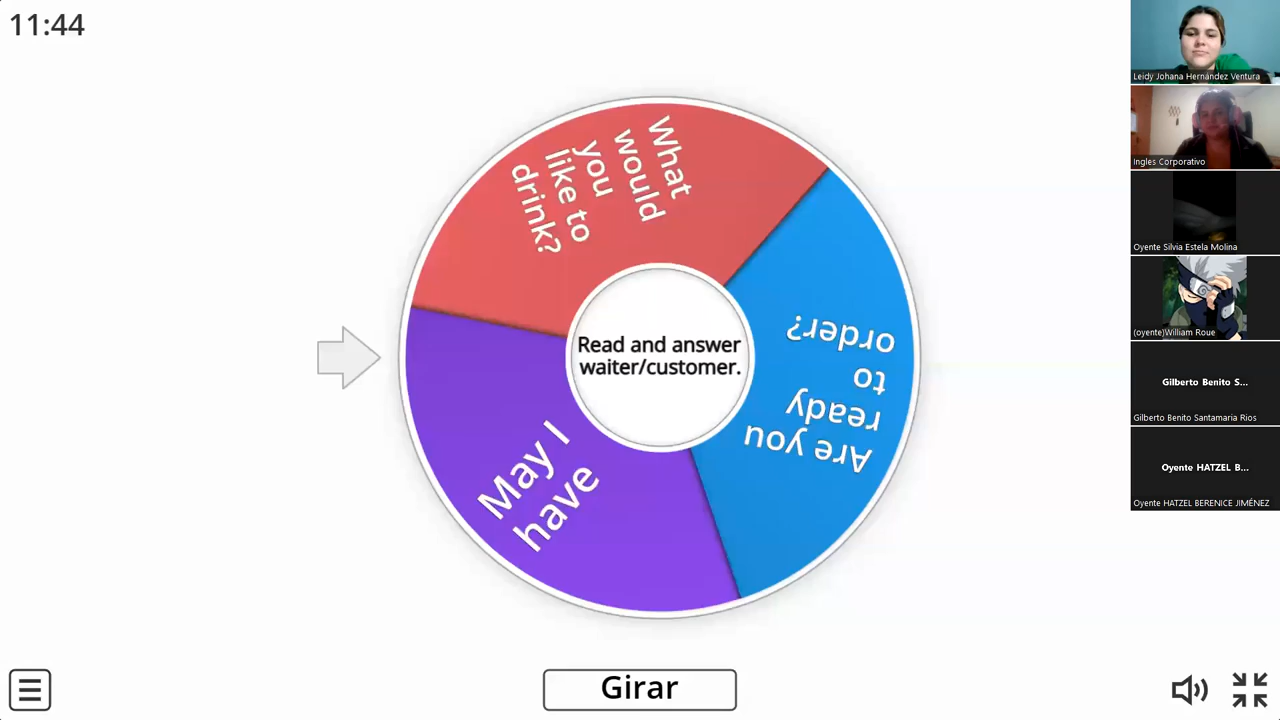 11:44
What
would
you
like to
drink?
Are you
ready
to
order?
May I
have
Read and answer
waiter/customer.
Girar
Leidy Johana Hernández Ventura
Ingles Corporativo
Oyente Silvia Estela Molina
(oyente)William Roue
Gilberto Benito S...
Gilberto Benito Santamaria Rios
Oyente HATZEL B...
Oyente HATZEL BERENICE JIMÉNEZ